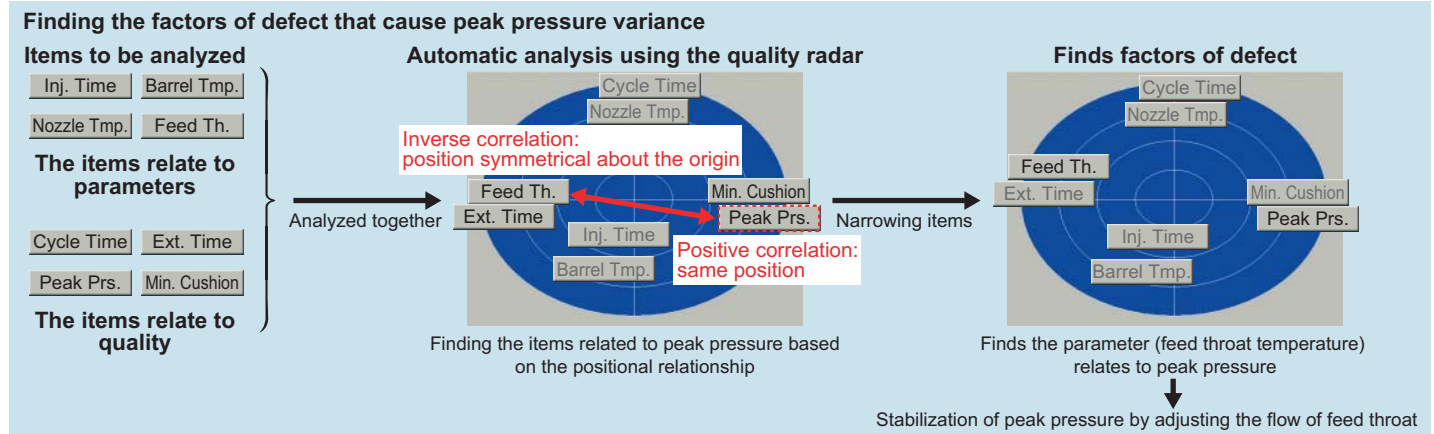 Finding the factors of defect that cause peak pressure variance
Items to be analyzed
Inj. Time
Barrel Tmp.
Nozzle Tmp.
Feed Th.
The items relate to
parameters
Cycle Time
Ext. Time
Peak Prs.
Min. Cushion
The items relate to
quality
Analyzed together
Automatic analysis using the quality radar
Cycle Time
Nozzle Tmp.
Inverse correlation:
position symmetrical about the origin
Feed Th.
Min. Cushion
Ext. Time
Peak Prs.
Inj. Time
Positive correlation:
same position
Barrel Tmp.
Finding the items related to peak pressure based
on the positional relationship
Narrowing items
Finds factors of defect
Cycle Time
Nozzle Tmp.
Feed Th.
Ext. Time
Min. Cushion
Peak Prs.
Inj. Time
Barrel Tmp.
Finds the parameter (feed throat temperature)
relates to peak pressure
Stabilization of peak pressure by adjusting the flow of feed throat